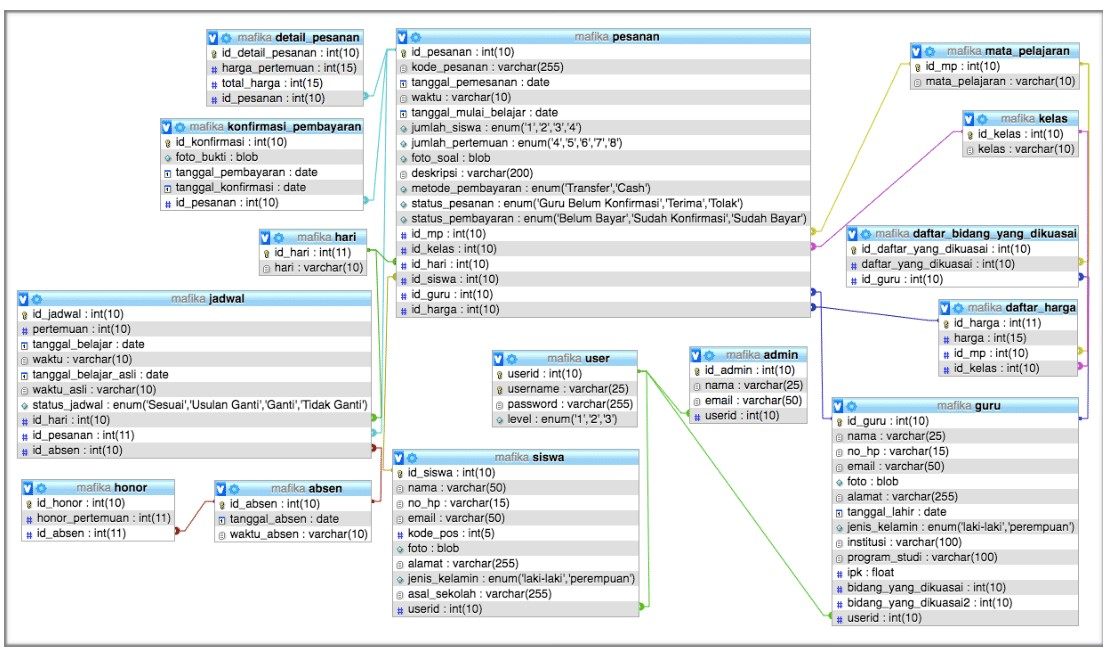 mafika detail_pesanan
id_detail_pesanan : int(10)
harga_pertemuan : int(15)
total_harga : int(15)
id_pesanan : int(10)
mafika konfirmasi_pembayaran
id_konfirmasi : int(10)
foto_bukti : blob
tanggal_pembayaran : date
tanggal_konfirmasi : date
id_pesanan : int(10)
mafika hari
id_hari : int(11)
hari : varchar(10)
mafika jadwal
id_jadwal : int(10)
pertemuan : int(10)
tanggal_belajar : date
waktu : varchar(10)
tanggal_belajar_asli : date
waktu_asli : varchar(10)
status_jadwal : enum('Sesuai','Usulan Ganti','Ganti','Tidak Ganti')
id_hari : int(10)
id_pesanan : int(11)
id_absen : int(10)
mafika honor
id_honor : int(10)
honor_pertemuan : int(11)
id_absen : int(11)
mafika absen
id_absen : int(10)
tanggal_absen : date
waktu_absen : varchar(10)
mafika pesanan
id_pesanan : int(10)
kode_pesanan : varchar(255)
tanggal_pemesanan : date
waktu : varchar(10)
tanggal_mulai_belajar : date
jumlah_siswa : enum('1','2','3','4')
jumlah_pertemuan : enum('4','5','6','7','8')
foto_soal : blob
deskripsi : varchar(200)
metode_pembayaran : enum('Transfer','Cash')
status_pesanan : enum('Guru Belum Konfirmasi','Terima','Tolak')
status_pembayaran : enum('Belum Bayar','Sudah Konfirmasi','Sudah Bayar')
id_mp : int(10)
id_kelas : int(10)
id_hari : int(10)
id_siswa : int(10)
id_guru : int(10)
id_harga : int(10)
mafika user
userid : int(10)
username : varchar(25)
password : varchar(255)
level : enum('1','2','3')
mafika admin
id_admin : int(10)
nama : varchar(25)
email : varchar(50)
userid : int(10)
mafika siswa
id_siswa : int(10)
nama : varchar(50)
no_hp : varchar(15)
email : varchar(50)
kode_pos : int(5)
foto : blob
alamat : varchar(255)
jenis_kelamin : enum('laki-laki','perempuan')
asal_sekolah : varchar(255)
userid : int(10)
mafika mata_pelajaran
id_mp : int(10)
mata_pelajaran : varchar(10)
mafika kelas
id_kelas : int(10)
kelas : varchar(10)
mafika daftar_bidang_yang_dikuasai
id_daftar_yang_dikuasai : int(10)
daftar_yang_dikuasai : int(10)
id_guru : int(10)
mafika daftar_harga
id_harga : int(11)
harga : int(15)
id_mp : int(10)
id_kelas : int(10)
mafika guru
id_guru : int(10)
nama : varchar(25)
no_hp : varchar(15)
email : varchar(50)
foto : blob
alamat : varchar(255)
tanggal_lahir : date
jenis_kelamin : enum('laki-laki','perempuan')
institusi : varchar(100)
program_studi : varchar(100)
ipk : float
bidang_yang_dikuasai : int(10)
bidang_yang_dikuasai2 : int(10)
userid : int(10)